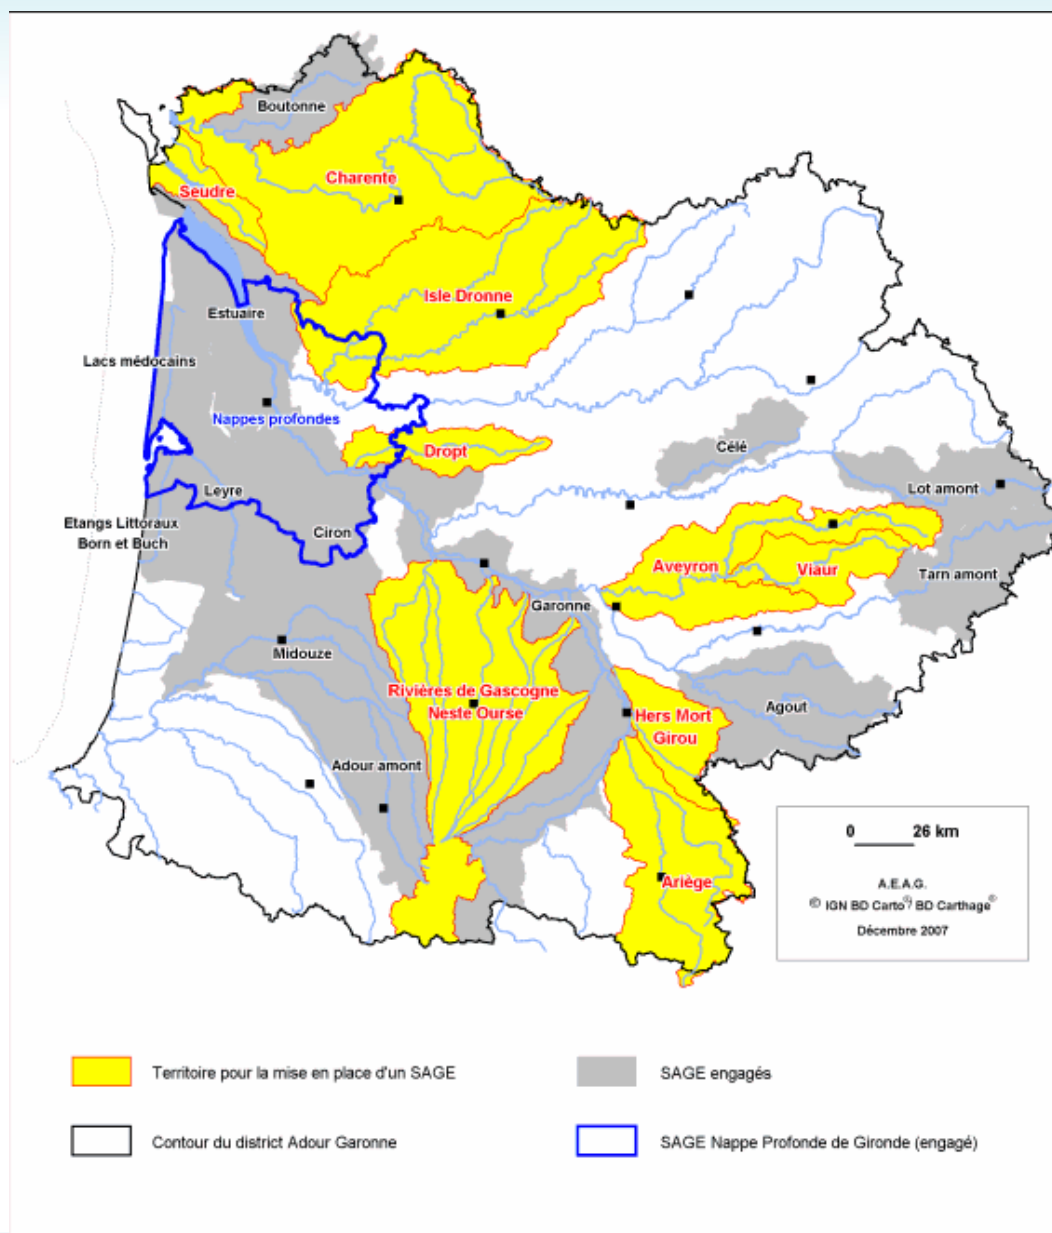 Boutonne
Charente
Seudre
Isle Dronne
Estuaire
Lacs médocains
Nappes profondes
Dropt
Célé
Leyre
Lot amont
Etangs Littoraux
Born et Buch
Ciron
Aveyron
Viaur
Tarn amont
Garonne
Midouze
Rivières de Gascogne
Neste Ourse
Hers Mort
Girou
Agout
Adour amont
Ariège
0 26 km
A.E.A.G.
© IGN BD Carto® / BD Carthage®
Décembre 2007
Territoire pour la mise en place d'un SAGE
SAGE engagés
Contour du district Adour Garonne
SAGE Nappe Profonde de Gironde (engagé)